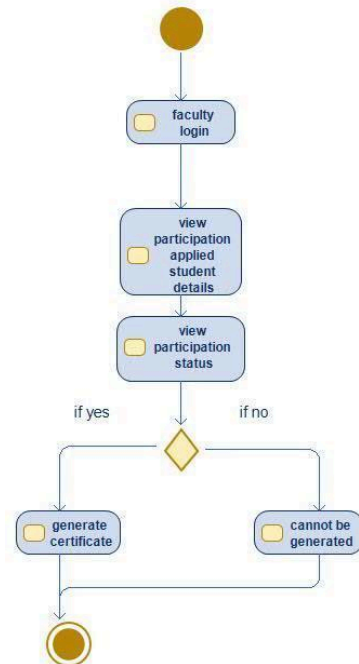 faculty
login
view
participation
applied
student
details
view
participation
status
if yes
if no
generate
certificate
cannot be
generated